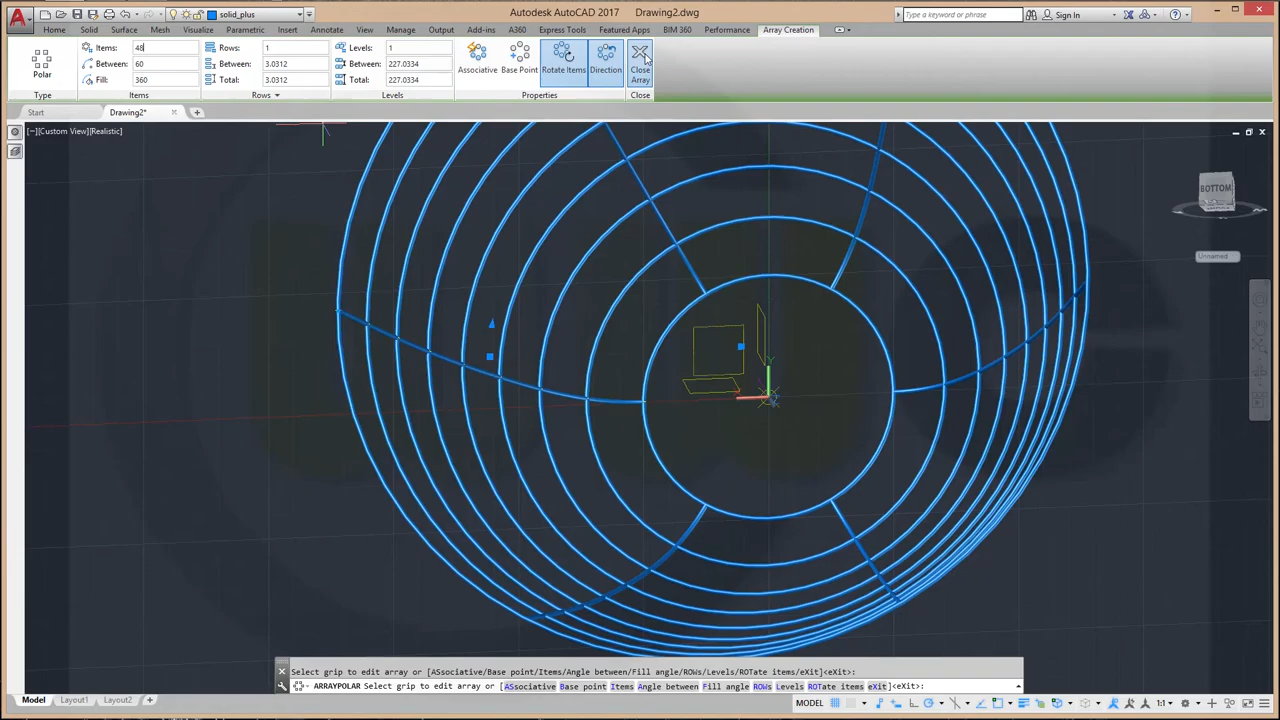 Autodesk AutoCAD 2017 Drawing2.dwg
solid_plus
Type a keyword or phrase
Sign In
Home Solid Surface Mesh Visualize Parametric Insert Annotate View Manage Output Add-ins A360 Express Tools Featured Apps BIM 360 Performance Array Creation
Items: 48
Between: 60
Fill: 360
Rows: 1
Between: 3.0312
Total: 3.0312
Levels: 1
Between: 227.0334
Total: 227.0334
Polar
Associative Base Point Rotate Items Direction
Close
Array
Type Items Rows Levels Properties Close
Start Drawing2*
[−][Custom View][Realistic]
BOTTOM
Unnamed
Y
Select grip to edit array or [ASsociative/Base point/Items/Angle between/Fill angle/ROWs/Levels/ROTate items/eXit]<eXit>:
ARRAYPOLAR Select grip to edit array or [ASsociative Base point Items Angle between Fill angle ROWs Levels ROTate items eXit]<eXit>:
Model Layout1 Layout2 +
MODEL
1:1